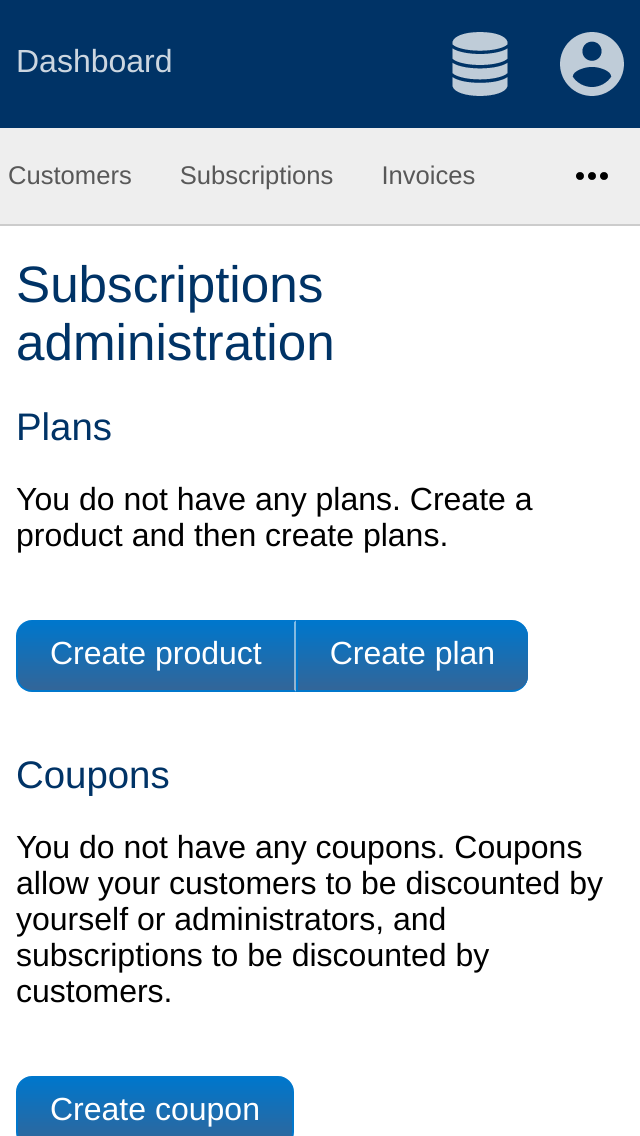 Dashboard
Customers Subscriptions Invoices
Subscriptions
administration
Plans
You do not have any plans. Create a
product and then create plans.
Create product Create plan
Coupons
You do not have any coupons. Coupons
allow your customers to be discounted by
yourself or administrators, and
subscriptions to be discounted by
customers.
Create coupon